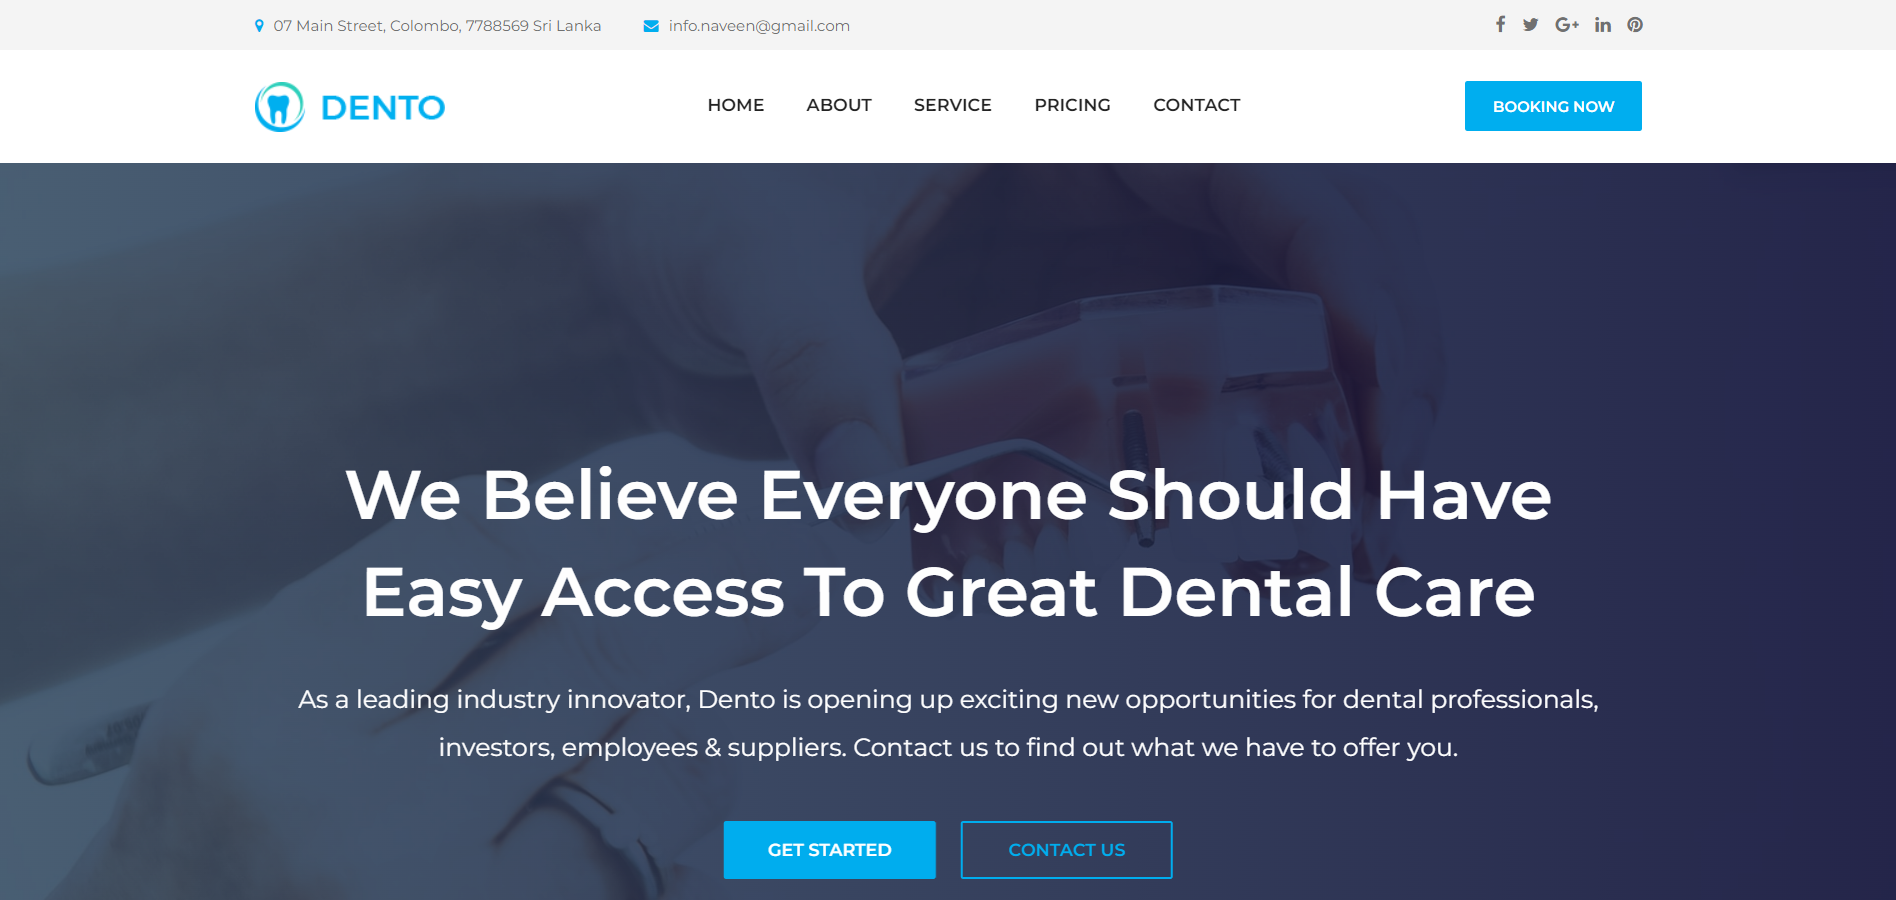 07 Main Street, Colombo, 7788569 Sri Lanka
info.naveen@gmail.com
DENTO
HOME
ABOUT
SERVICE
PRICING
CONTACT
BOOKING NOW
We Believe Everyone Should Have
Easy Access To Great Dental Care
As a leading industry innovator, Dento is opening up exciting new opportunities for dental professionals,
investors, employees & suppliers. Contact us to find out what we have to offer you.
GET STARTED
CONTACT US